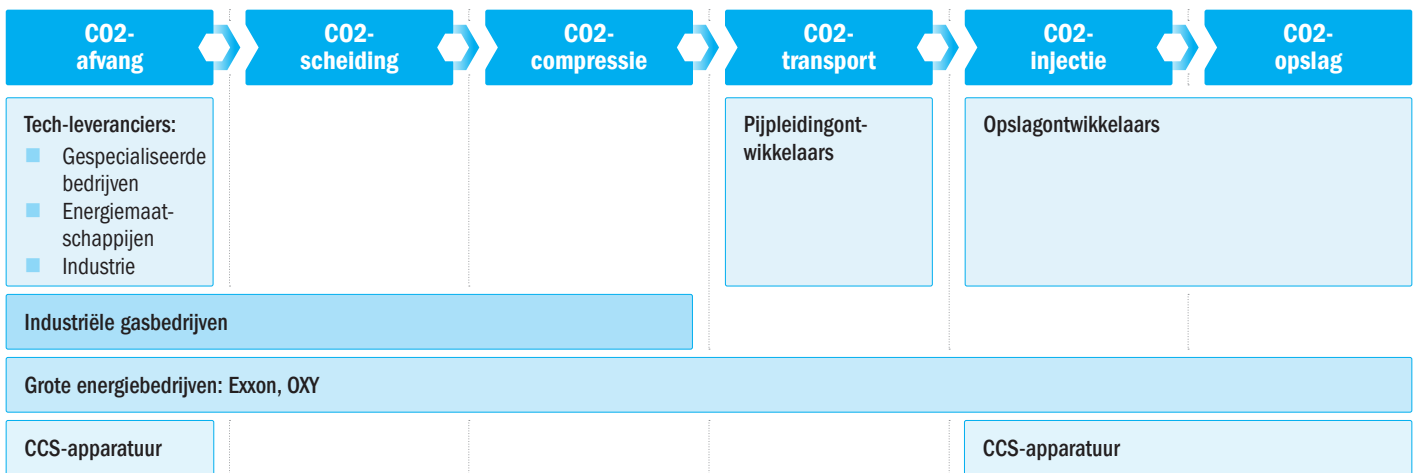 CO2-
afvang
CO2-
scheiding
CO2-
compressie
CO2-
transport
CO2-
injectie
CO2-
opslag
Tech-leveranciers:
Gespecialiseerde
bedrijven
Energiemaat-
schappijen
Industrie
Pijpleidingont-
wikkelaars
Opslagontwikkelaars
Industriële gasbedrijven
Grote energiebedrijven: Exxon, OXY
CCS-apparatuur
CCS-apparatuur